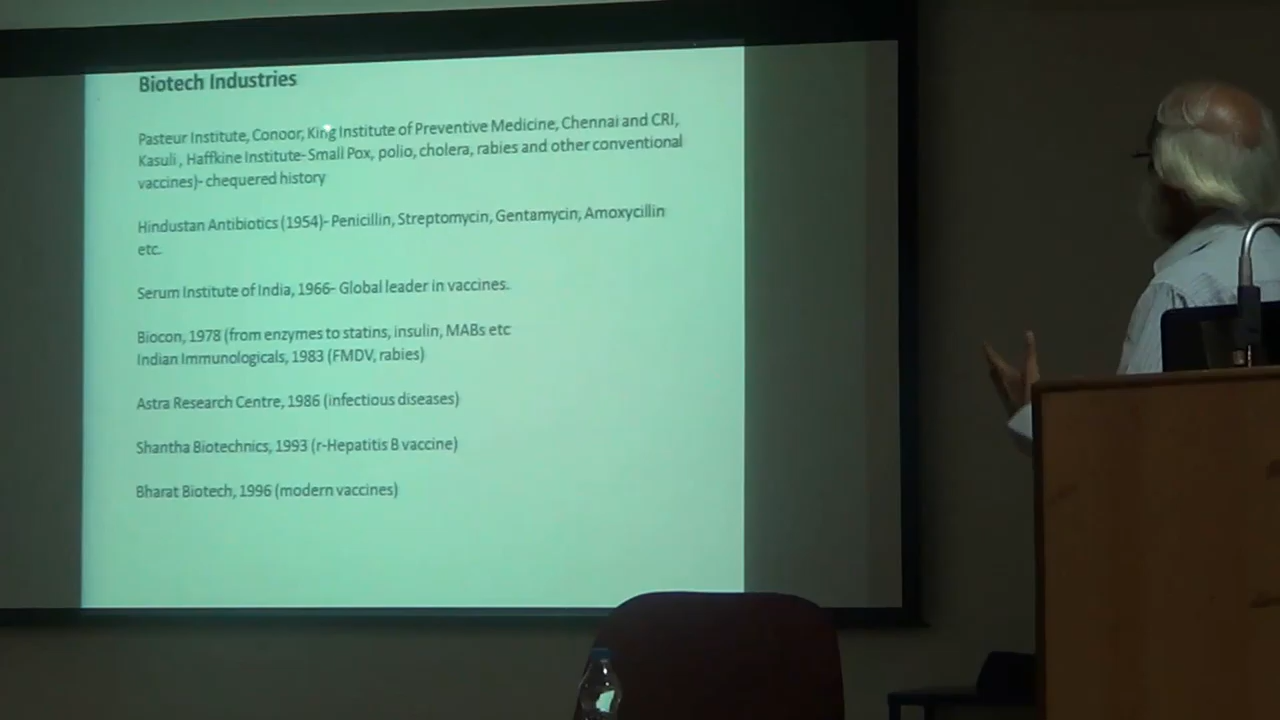 Biotech Industries
Pasteur Institute, Conoor, King Institute of Preventive Medicine, Chennai and CRI,
Kasuli , Haffkine Institute- Small Pox, polio, cholera, rabies and other conventional
vaccines)- chequered history
Hindustan Antibiotics (1954)- Penicillin, Streptomycin, Gentamycin, Amoxycillin
etc.
Serum Institute of India, 1966- Global leader in vaccines.
Biocon, 1978 (from enzymes to statins, insulin, MABs etc
Indian Immunologicals, 1983 (FMDV, rabies)
Astra Research Centre, 1986 (infectious diseases)
Shantha Biotechnics, 1993 (r-Hepatitis B vaccine)
Bharat Biotech, 1996 (modern vaccines)